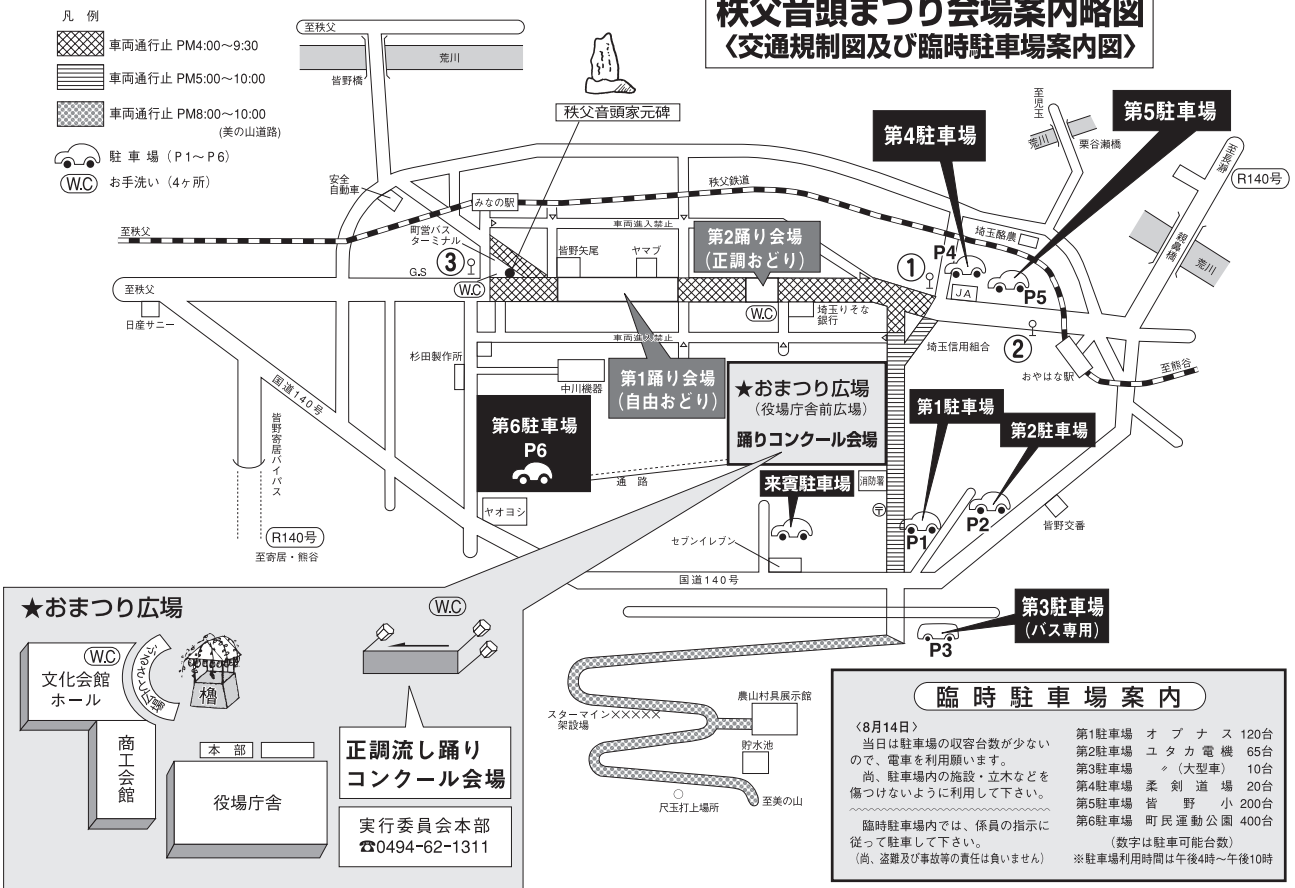 秩父音頭まつり会場案内略図
〈交通規制図及び臨時駐車場案内図〉
凡 例
車両通行止 PM4:00〜9:30
車両通行止 PM5:00〜10:00
車両通行止 PM8:00〜10:00
(美の山道路)
駐 車 場（P1〜P6）
W.C お手洗い（4ヶ所）
至秩父
荒川
皆野橋
秩父音頭家元碑
安全
自動車
みなの駅
秩父鉄道
至児玉
荒川
栗谷瀬橋
至長瀞
R140号
親鼻橋
荒川
第4駐車場
第5駐車場
至秩父
町営バス
ターミナル
車両進入禁止
皆野矢尾
ヤマブ
第2踊り会場
(正調おどり)
③
G.S
W.C
①
P4
埼玉酪農
JA
P5
至秩父
日産サニー
W.C
埼玉りそな
銀行
埼玉信用組合
②
おやはな駅
至熊谷
車両進入禁止
杉田製作所
中川機器
第1踊り会場
(自由おどり)
国道140号
皆野寄居バイパス
R140号
至寄居・熊谷
第6駐車場
P6
ヤオヨシ
通 路
★おまつり広場
(役場庁舎前広場)
踊りコンクール会場
第1駐車場
第2駐車場
来賓駐車場
消防署
〒
P1
P2
皆野交番
セブンイレブン
国道140号
第3駐車場
(バス専用)
P3
スターマイン×××××
架設場
農山村具展示館
貯水池
尺玉打上場所
至美の山
★おまつり広場
W.C
W.C
文化会館
ホール
櫓
商工会館
本 部
役場庁舎
正調流し踊り
コンクール会場
実行委員会本部
☎0494-62-1311
臨時駐車場案内
〈8月14日〉
当日は駐車場の収容台数が少ない
ので、電車を利用願います。
尚、駐車場内の施設・立木などを
傷つけないように利用して下さい。
臨時駐車場内では、係員の指示に
従って駐車して下さい。
(尚、盗難及び事故等の責任は負いません)
第1駐車場 オプナス 120台
第2駐車場 ユタカ電機 65台
第3駐車場 〃（大型車） 10台
第4駐車場 柔剣道場 20台
第5駐車場 皆野小 200台
第6駐車場 町民運動公園 400台
(数字は駐車可能台数)
※駐車場利用時間は午後4時〜午後10時